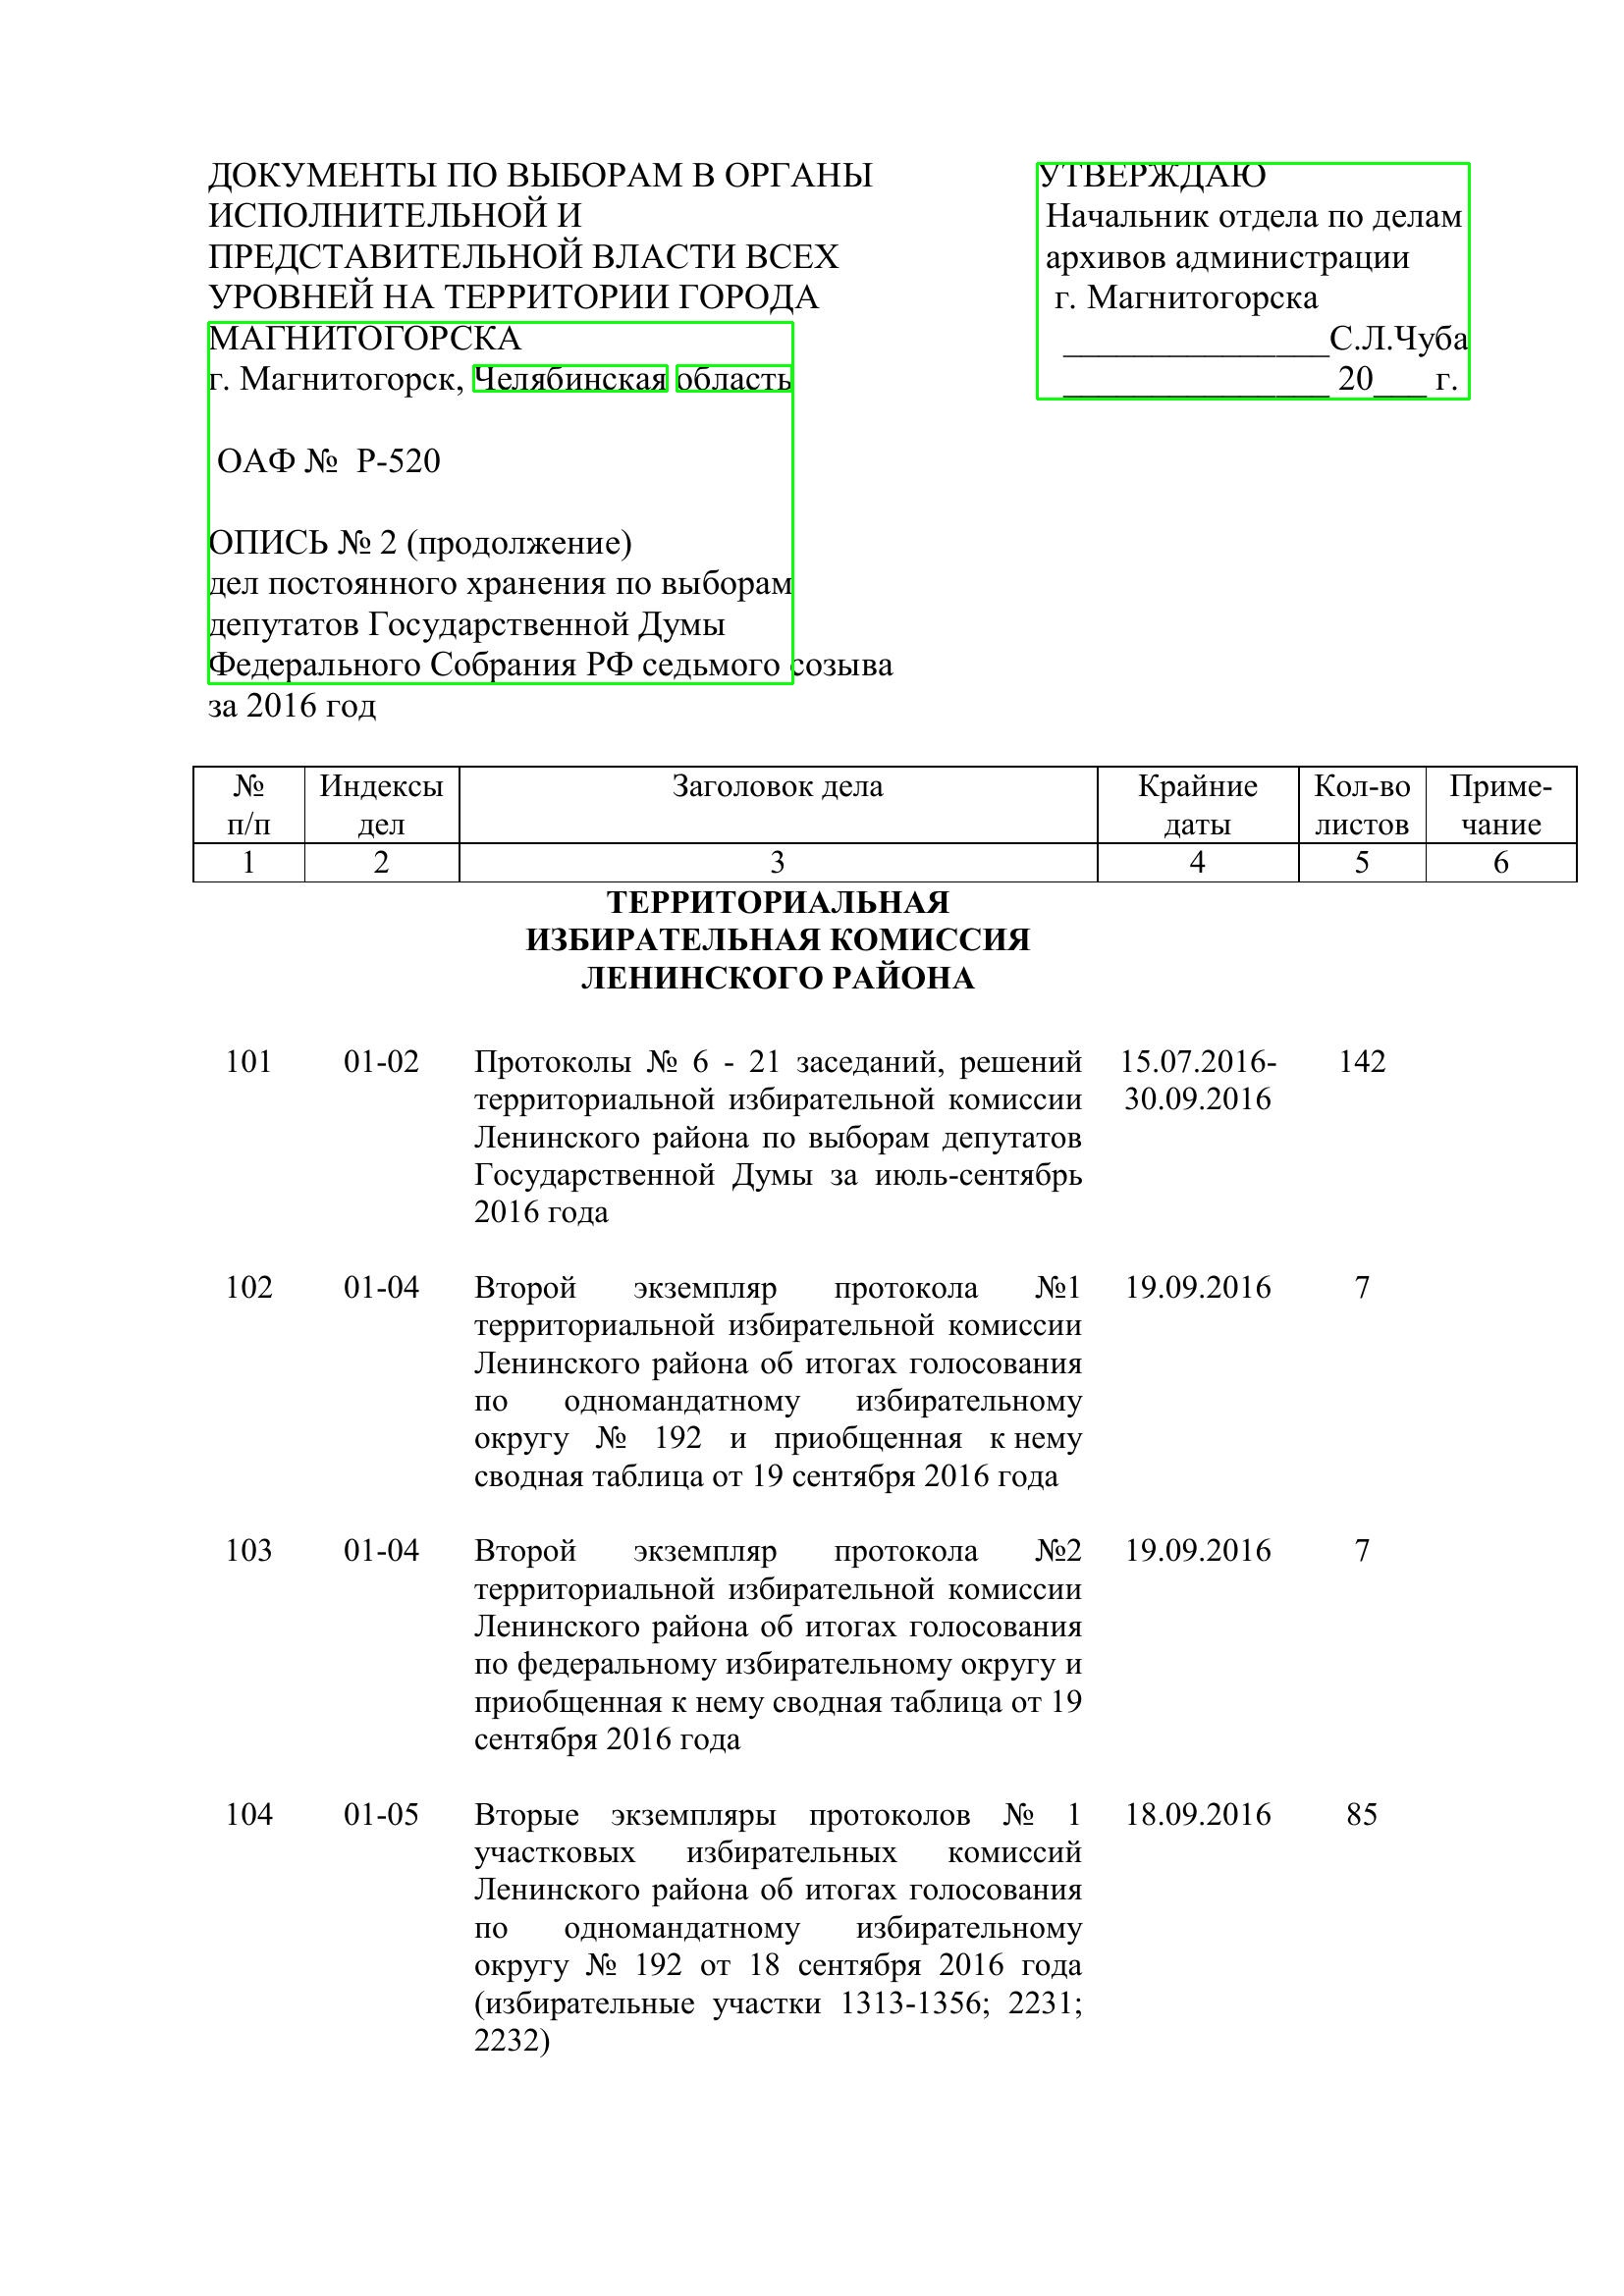 ДОКУМЕНТЫ ПО ВЫБОРАМ В ОРГАНЫ
ИСПОЛНИТЕЛЬНОЙ И
ПРЕДСТАВИТЕЛЬНОЙ ВЛАСТИ ВСЕХ
УРОВНЕЙ НА ТЕРРИТОРИИ ГОРОДА
МАГНИТОГОРСКА
г. Магнитогорск, Челябинская область
ОАФ № Р-520
ОПИСЬ № 2 (продолжение)
дел постоянного хранения по выборам
депутатов Государственной Думы
Федерального Собрания РФ седьмого созыва
за 2016 год
УТВЕРЖДАЮ
Начальник отдела по делам
архивов администрации
г. Магнитогорска
_______________С.Л.Чуба
_______________ 20___ г.
№ п/п Индексы дел Заголовок дела Крайние даты Кол-во листов Приме-чание
1 2 3 4 5 6
ТЕРРИТОРИАЛЬНАЯ
ИЗБИРАТЕЛЬНАЯ КОМИССИЯ
ЛЕНИНСКОГО РАЙОНА
101 01-02 Протоколы № 6 - 21 заседаний, решений 15.07.2016- 142
территориальной избирательной комиссии 30.09.2016
Ленинского района по выборам депутатов
Государственной Думы за июль-сентябрь
2016 года
102 01-04 Второй экземпляр протокола №1 19.09.2016 7
территориальной избирательной комиссии
Ленинского района об итогах голосования
по одномандатному избирательному
округу № 192 и приобщенная к нему
сводная таблица от 19 сентября 2016 года
103 01-04 Второй экземпляр протокола №2 19.09.2016 7
территориальной избирательной комиссии
Ленинского района об итогах голосования
по федеральному избирательному округу и
приобщенная к нему сводная таблица от 19
сентября 2016 года
104 01-05 Вторые экземпляры протоколов № 1 18.09.2016 85
участковых избирательных комиссий
Ленинского района об итогах голосования
по одномандатному избирательному
округу № 192 от 18 сентября 2016 года
(избирательные участки 1313-1356; 2231;
2232)